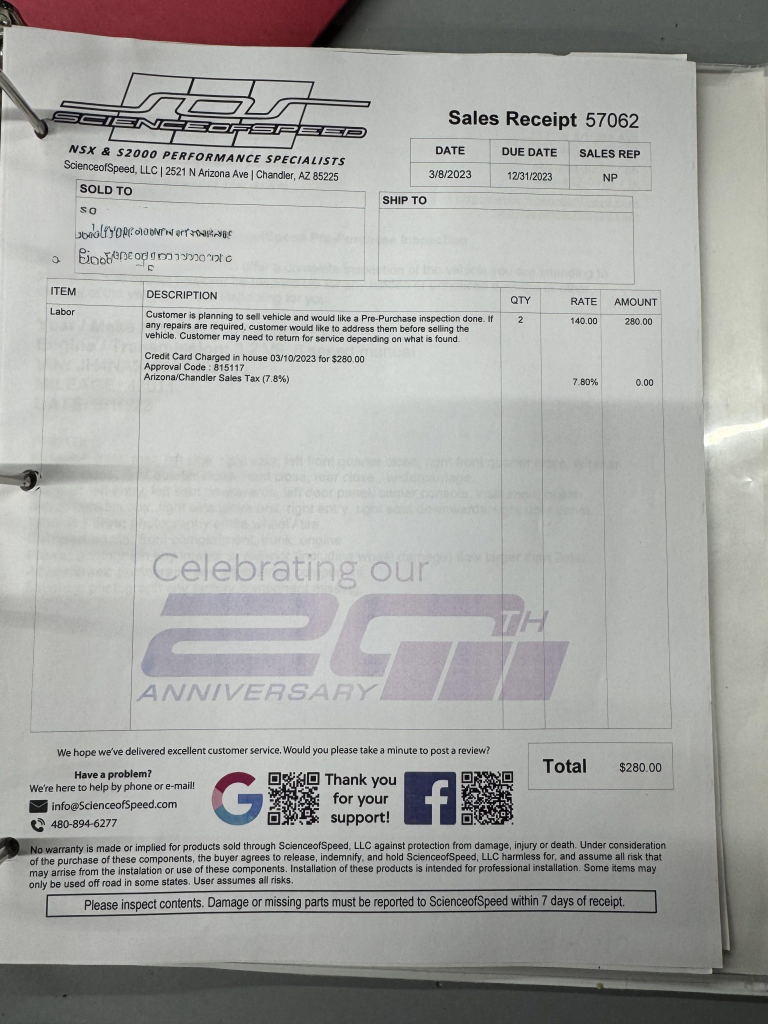 SOS
SCIENCEOFSPEED
NSX & S2000 PERFORMANCE SPECIALISTS
ScienceofSpeed, LLC | 2521 N Arizona Ave | Chandler, AZ 85225
Sales Receipt 57062
DATE DUE DATE SALES REP
3/8/2023 12/31/2023 NP
SOLD TO
SHIP TO
ITEM DESCRIPTION QTY RATE AMOUNT
Labor Customer is planning to sell vehicle and would like a Pre-Purchase inspection done. If 2 140.00 280.00
any repairs are required, customer would like to address them before selling the
vehicle. Customer may need to return for service depending on what is found.
Credit Card Charged in house 03/10/2023 for $280.00
Approval Code : 815117
Arizona/Chandler Sales Tax (7.8%) 7.80% 0.00
Celebrating our
20TH
ANNIVERSARY
We hope we've delivered excellent customer service. Would you please take a minute to post a review?
Have a problem?
We're here to help by phone or e-mail!
info@ScienceofSpeed.com
480-894-6277
G
Thank you
for your
support!
f
Total $280.00
No warranty is made or implied for products sold through ScienceofSpeed, LLC against protection from damage, injury or death. Under consideration
of the purchase of these components, the buyer agrees to release, indemnify, and hold ScienceofSpeed, LLC harmless for, and assume all risk that
may arise from the instalation or use of these components. Installation of these products is intended for professional installation. Some items may
only be used off road in some states. User assumes all risks.
Please inspect contents. Damage or missing parts must be reported to ScienceofSpeed within 7 days of receipt.